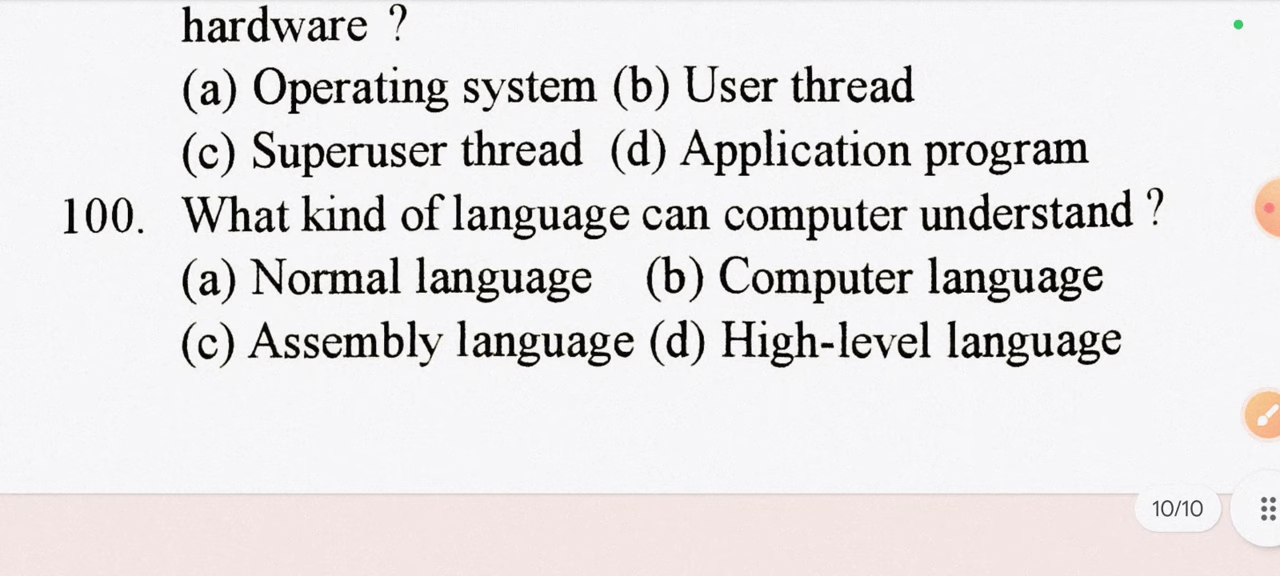 hardware ?
(a) Operating system (b) User thread
(c) Superuser thread (d) Application program
100. What kind of language can computer understand ?
(a) Normal language (b) Computer language
(c) Assembly language (d) High-level language
10/10